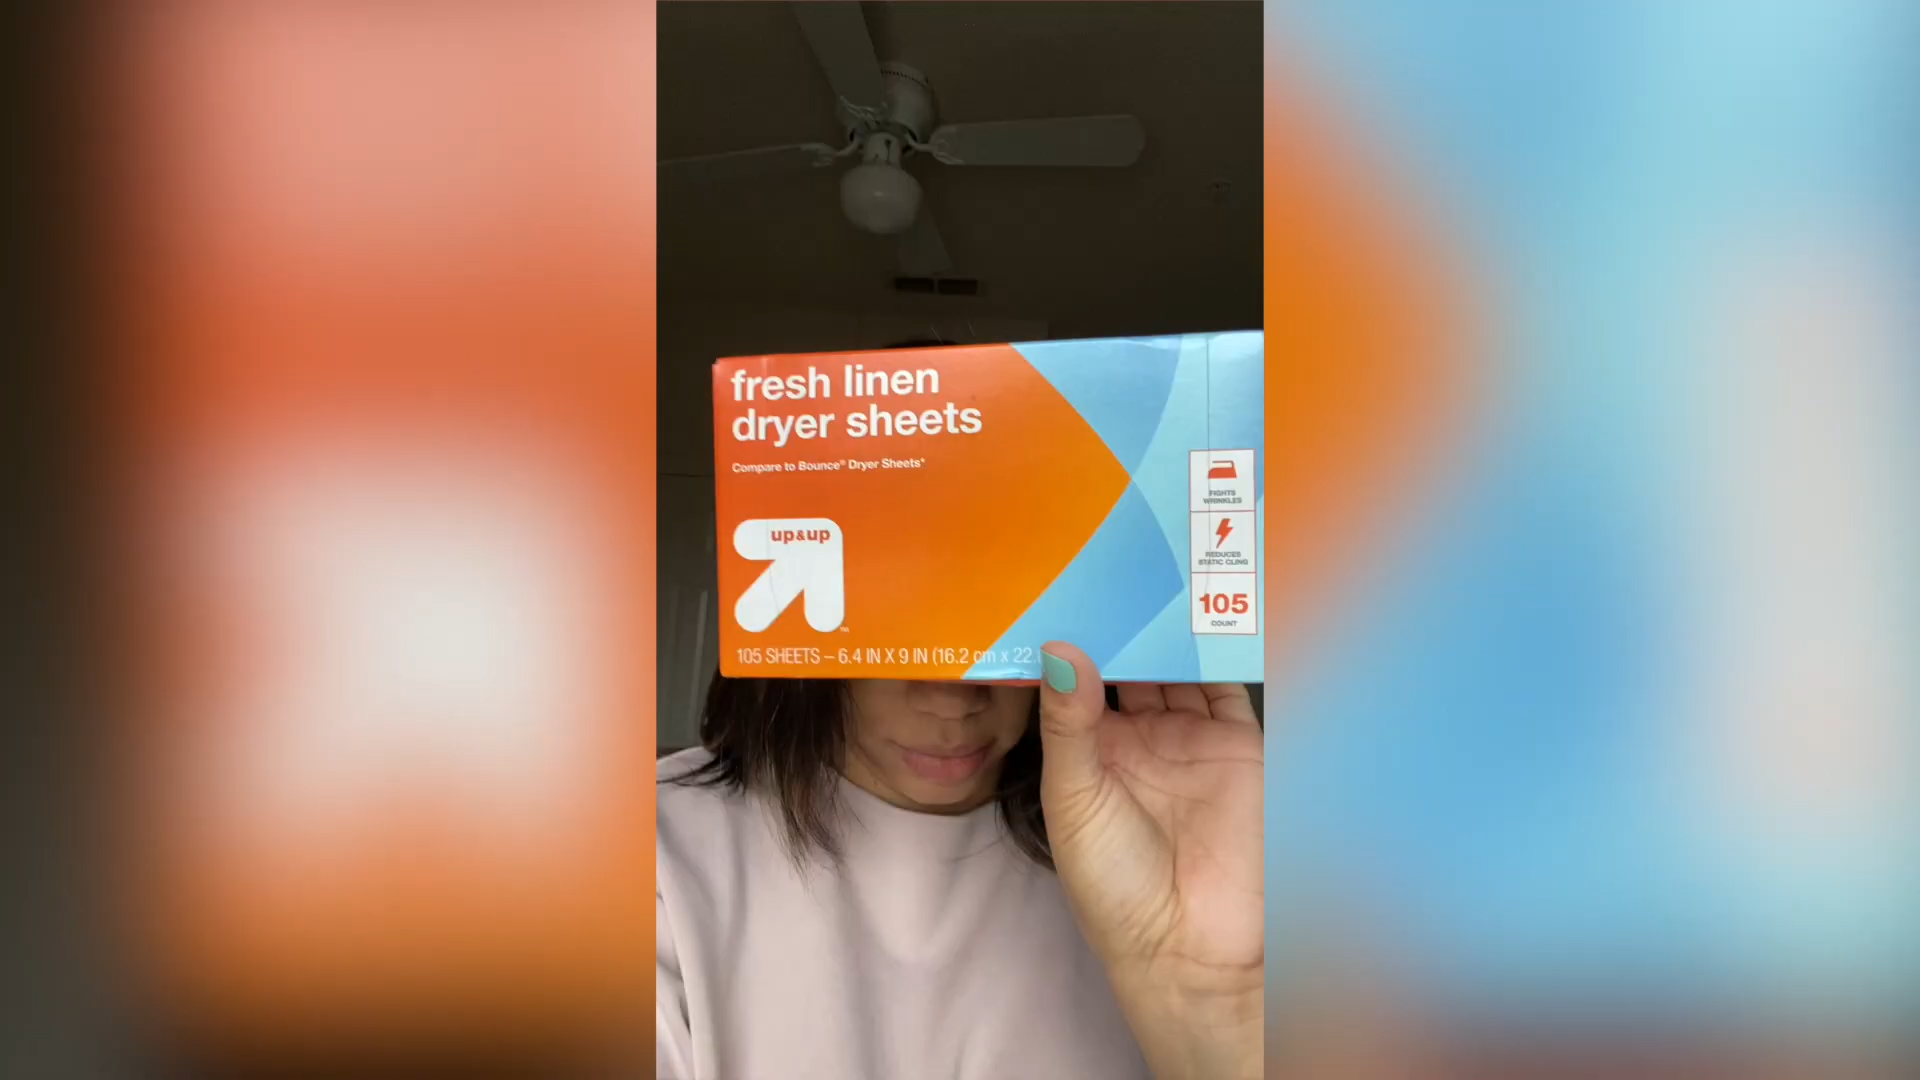 fresh linen
dryer sheets
Compare to Bounce® Dryer Sheets*
up&up
TM
105 SHEETS – 6.4 IN X 9 IN (16.2 cm x 22.
FIGHTS
WRINKLES
REDUCES
STATIC CLING
105
COUNT